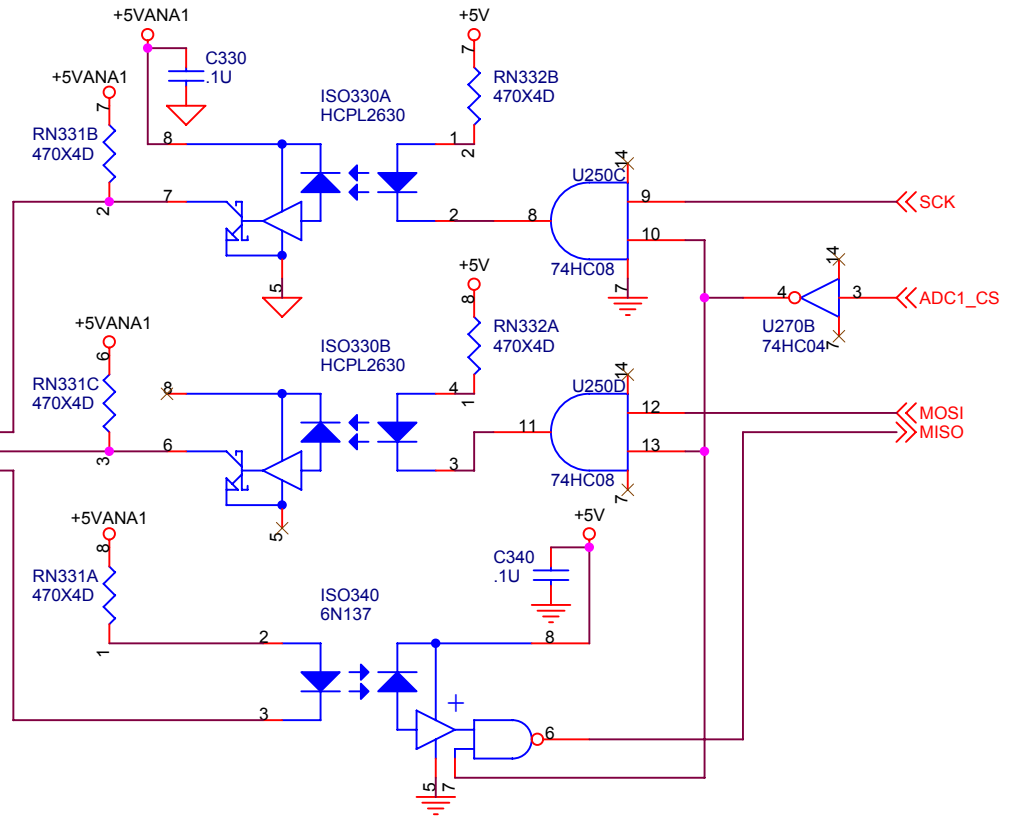 +5VANA1
+5V
7
C330
.1U
+5VANA1
7
RN332B
470X4D
ISO330A
HCPL2630
RN331B
470X4D
8
1
2
14
U250C
7
2
9
SCK
2
8
10
74HC08
5
7
+5V
8
14
4
3
ADC1_CS
U270B
74HC04
7
+5VANA1
6
RN332A
470X4D
ISO330B
HCPL2630
RN331C
470X4D
8
4
1
14
U250D
12
MOSI
11
MISO
6
3
3
13
74HC08
7
5
+5VANA1
8
+5V
C340
.1U
RN331A
470X4D
ISO340
6N137
1
2
8
3
+
6
5
7